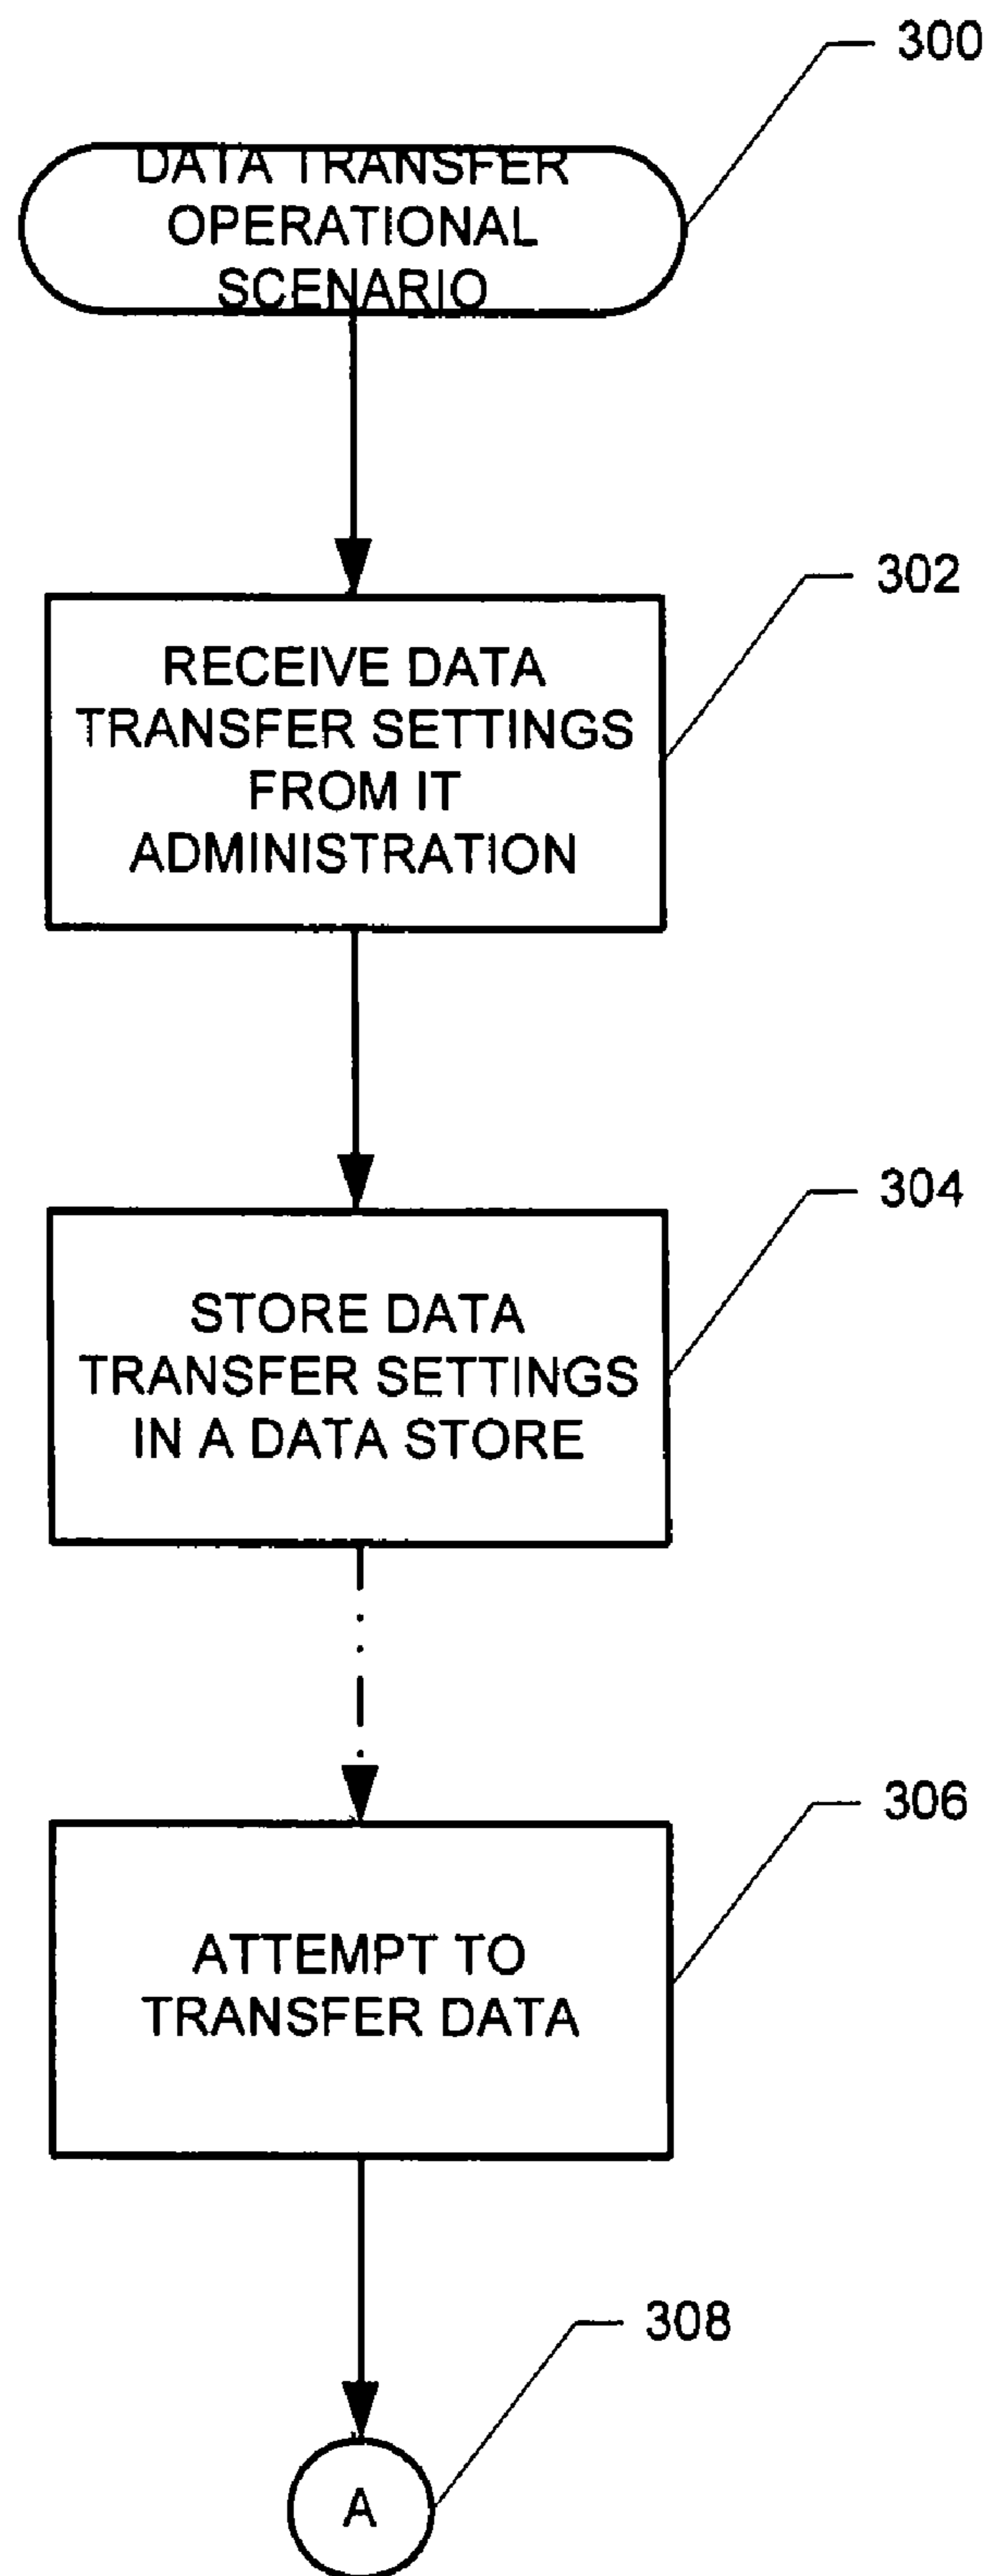 300
DATA TRANSFER
OPERATIONAL
SCENARIO
302
RECEIVE DATA
TRANSFER SETTINGS
FROM IT
ADMINISTRATION
304
STORE DATA
TRANSFER SETTINGS
IN A DATA STORE
306
ATTEMPT TO
TRANSFER DATA
308
A